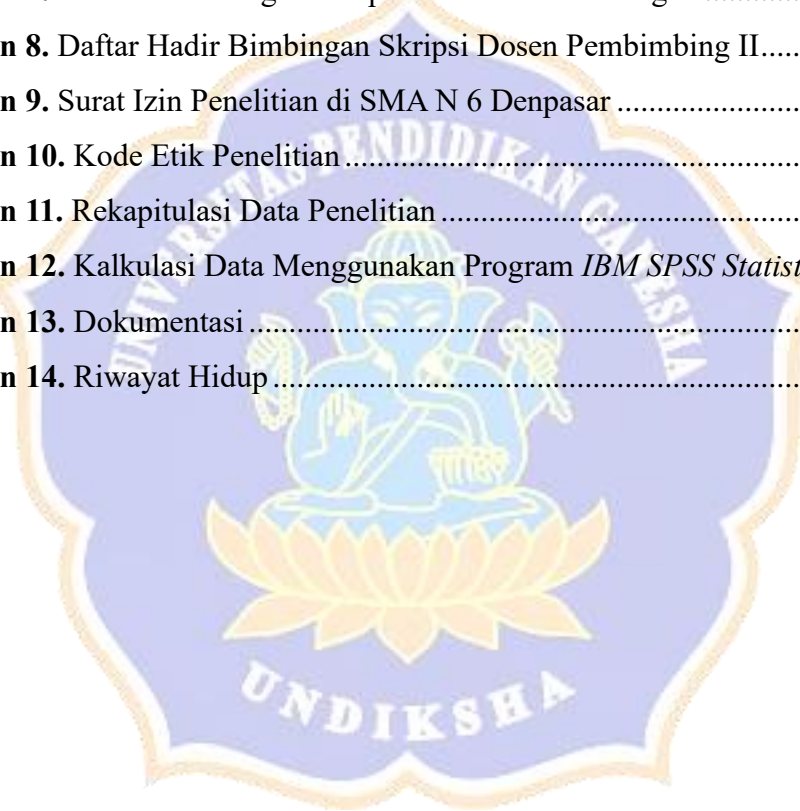 n 8. Daftar Hadir Bimbingan Skripsi Dosen Pembimbing II.....
n 9. Surat Izin Penelitian di SMA N 6 Denpasar ......................
n 10. Kode Etik Penelitian .......................................................
n 11. Rekapitulasi Data Penelitian ...........................................
n 12. Kalkulasi Data Menggunakan Program IBM SPSS Statist
n 13. Dokumentasi ...................................................................
n 14. Riwayat Hidup ................................................................
UNIVERSITAS PENDIDIKAN GANESHA
UNDIKSHA